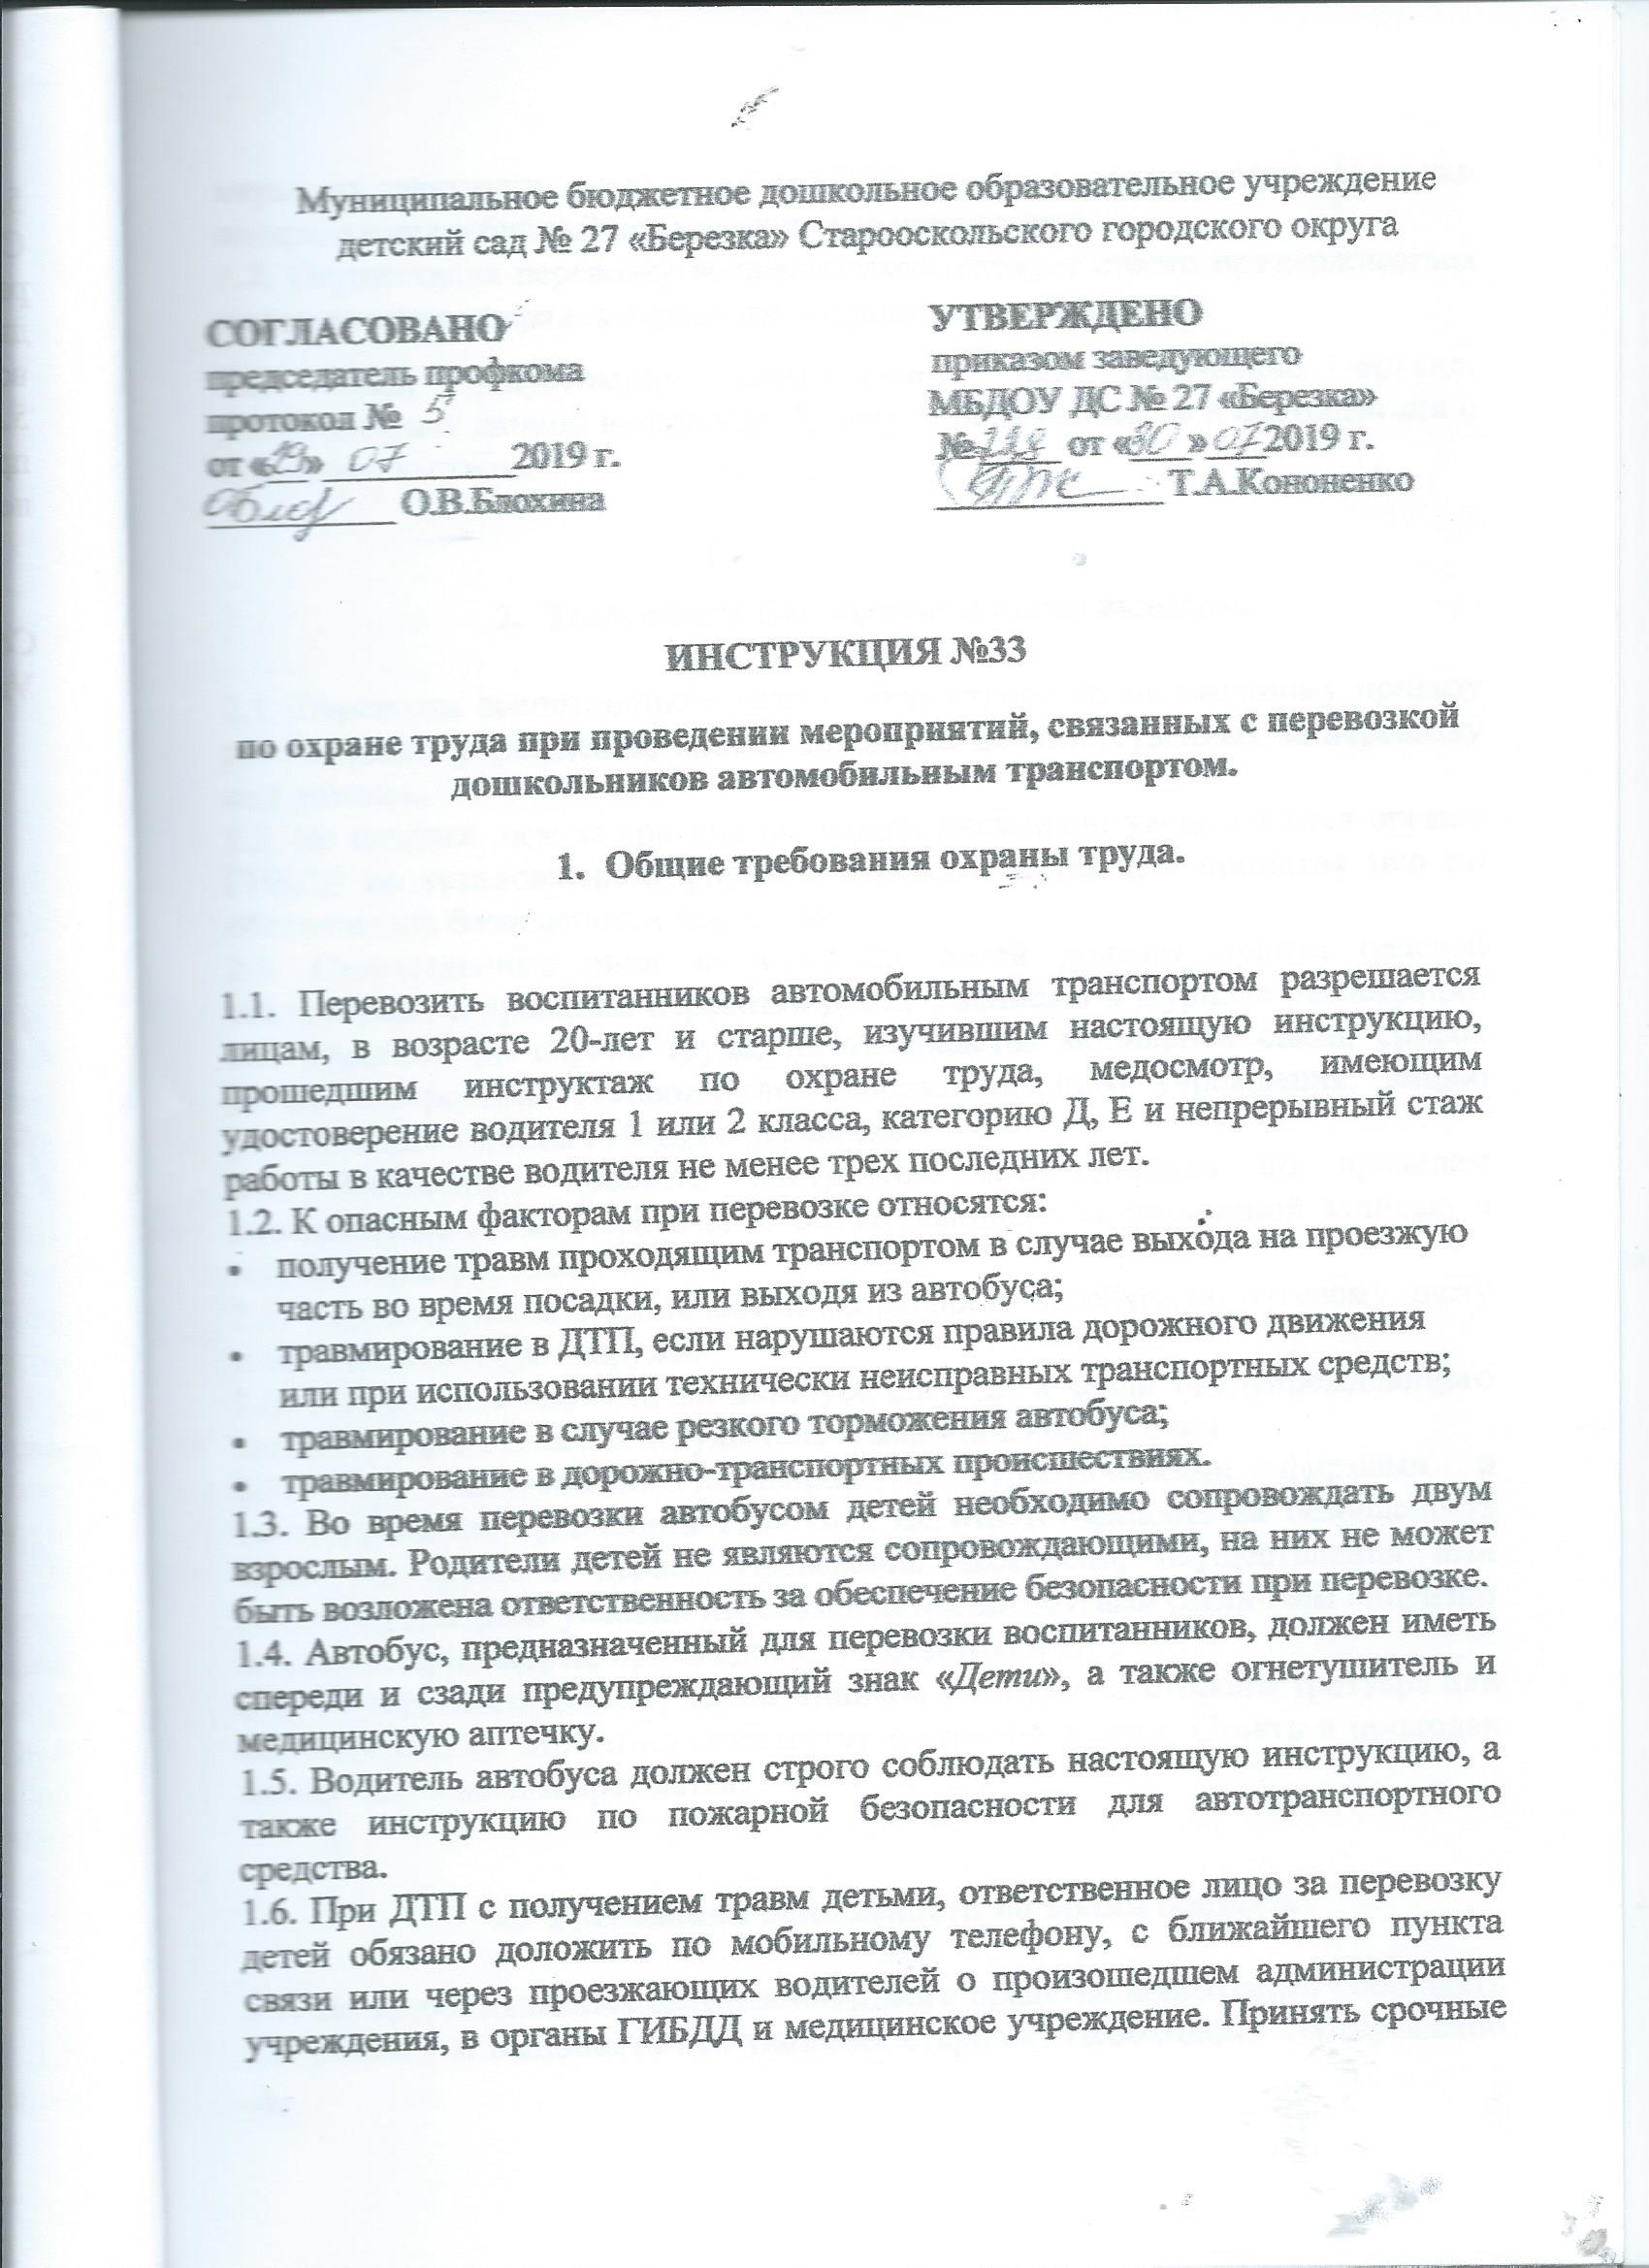 Муниципальное бюджетное дошкольное образовательное учреждение
детский сад № 27 «Березка» Старооскольского городского округа
СОГЛАСОВАНО
председатель профкома
протокол № 5
от «29» 07 2019 г.
О.В.Блохина
УТВЕРЖДЕНО
приказом заведующего
МБДОУ ДС № 27 «Березка»
№ от «30» 07 2019 г.
Т.А.Кононенко
ИНСТРУКЦИЯ №33
по охране труда при проведении мероприятий, связанных с перевозкой
дошкольников автомобильным транспортом.
1. Общие требования охраны труда.
1.1. Перевозить воспитанников автомобильным транспортом разрешается
лицам, в возрасте 20-лет и старше, изучившим настоящую инструкцию,
прошедшим инструктаж по охране труда, медосмотр, имеющим
удостоверение водителя 1 или 2 класса, категорию Д, Е и непрерывный стаж
работы в качестве водителя не менее трех последних лет.
1.2. К опасным факторам при перевозке относятся:
• получение травм проходящим транспортом в случае выхода на проезжую
часть во время посадки, или выходя из автобуса;
• травмирование в ДТП, если нарушаются правила дорожного движения
или при использовании технически неисправных транспортных средств;
• травмирование в случае резкого торможения автобуса;
• травмирование в дорожно-транспортных происшествиях.
1.3. Во время перевозки автобусом детей необходимо сопровождать двум
взрослым. Родители детей не являются сопровождающими, на них не может
быть возложена ответственность за обеспечение безопасности при перевозке.
1.4. Автобус, предназначенный для перевозки воспитанников, должен иметь
спереди и сзади предупреждающий знак «Дети», а также огнетушитель и
медицинскую аптечку.
1.5. Водитель автобуса должен строго соблюдать настоящую инструкцию, а
также инструкцию по пожарной безопасности для автотранспортного
средства.
1.6. При ДТП с получением травм детьми, ответственное лицо за перевозку
детей обязано доложить по мобильному телефону, с ближайшего пункта
связи или через проезжающих водителей о произошедшем администрации
учреждения, в органы ГИБДД и медицинское учреждение. Принять срочные